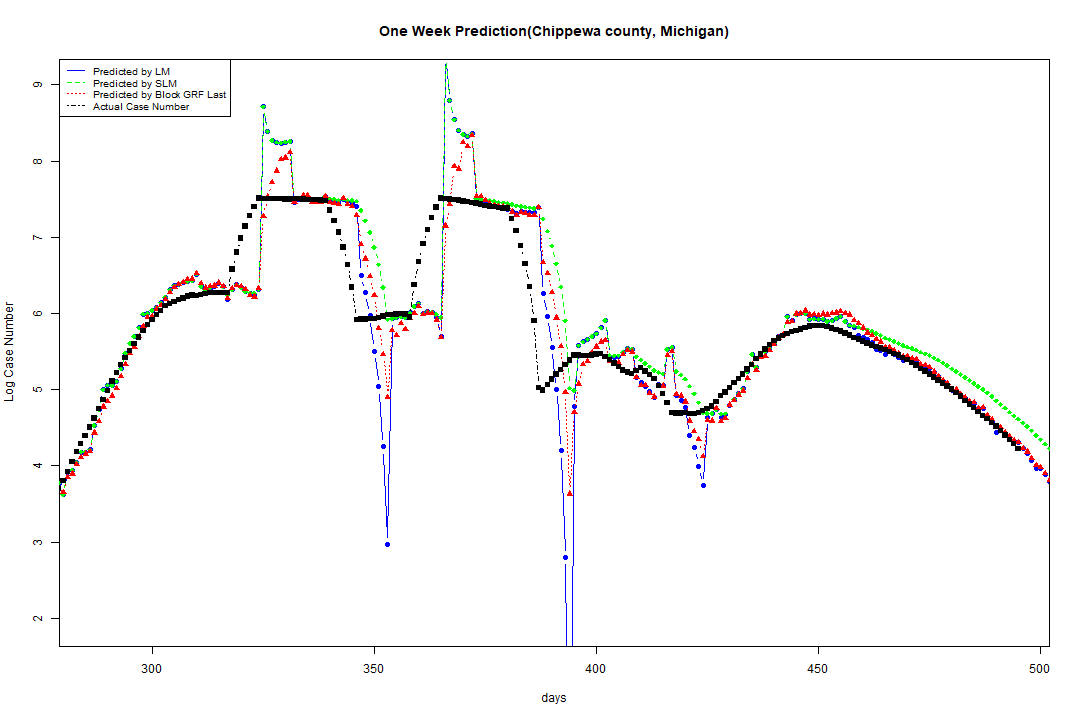 One Week Prediction(Chippewa county, Michigan)
Predicted by LM
Predicted by SLM
Predicted by Block GRF Last
Actual Case Number
Log Case Number
9
8
7
6
5
4
3
2
300 350 400 450 500
days